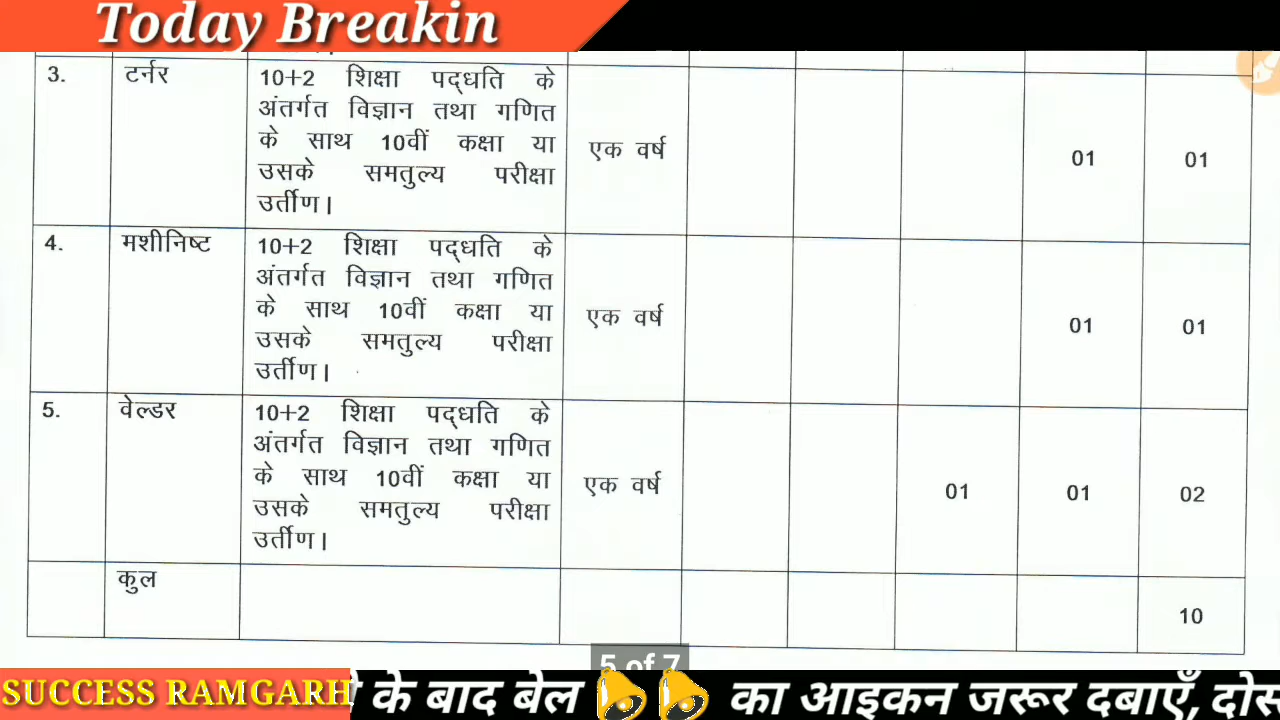 Today Breakin
3. टर्नर 10+2 शिक्षा पद्धति के
अंतर्गत विज्ञान तथा गणित
के साथ 10वीं कक्षा या
उसके समतुल्य परीक्षा
उर्तीण।
एक वर्ष 01 01
4. मशीनिष्ट 10+2 शिक्षा पद्धति के
अंतर्गत विज्ञान तथा गणित
के साथ 10वीं कक्षा या
उसके समतुल्य परीक्षा
उर्तीण।
एक वर्ष 01 01
5. वेल्डर 10+2 शिक्षा पद्धति के
अंतर्गत विज्ञान तथा गणित
के साथ 10वीं कक्षा या
उसके समतुल्य परीक्षा
उर्तीण।
एक वर्ष 01 01 02
कुल 10
5 of 7
SUCCESS RAMGARH के बाद बेल का आइकन जरूर दबाएँ,